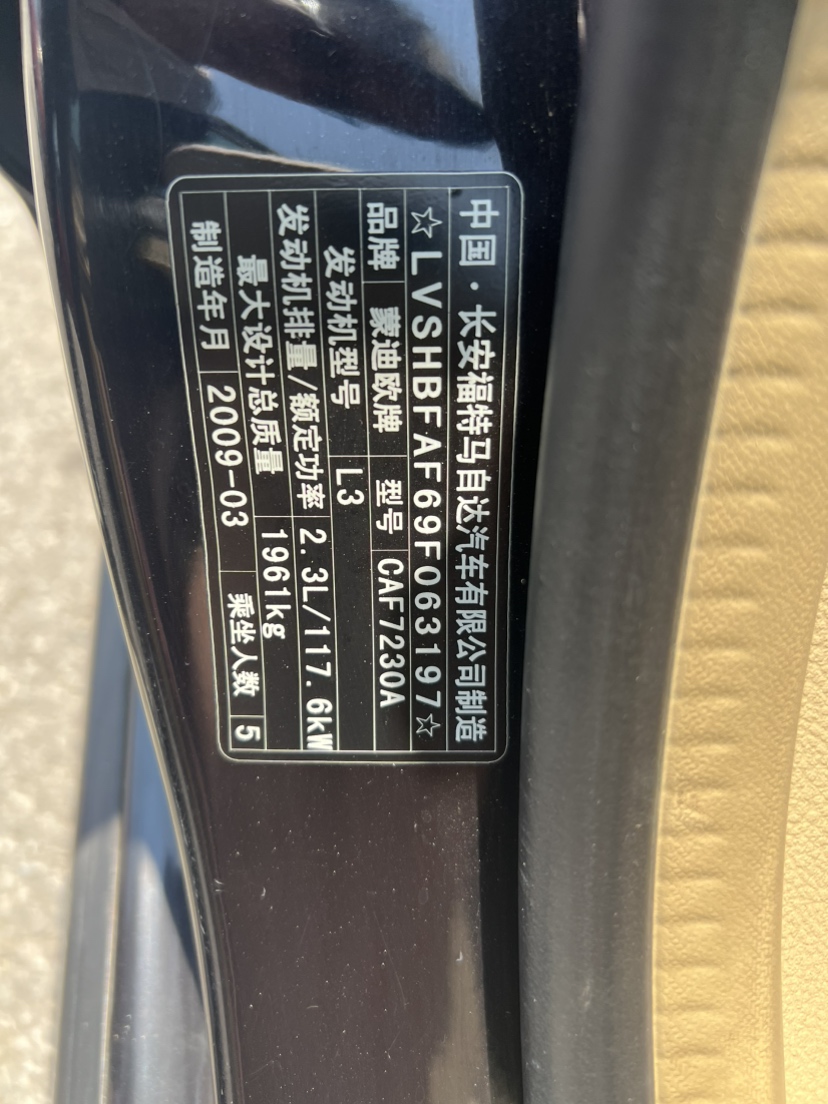 中国·长安福特马自达汽车有限公司制造
☆LVSHBFAF69F063197☆
品牌 蒙迪欧牌 型号 CAF7230A
发动机型号 L3
发动机排量/额定功率 2.3L/117.6kW
最大设计总质量 1961kg
制造年月 2009-03 乘坐人数 5